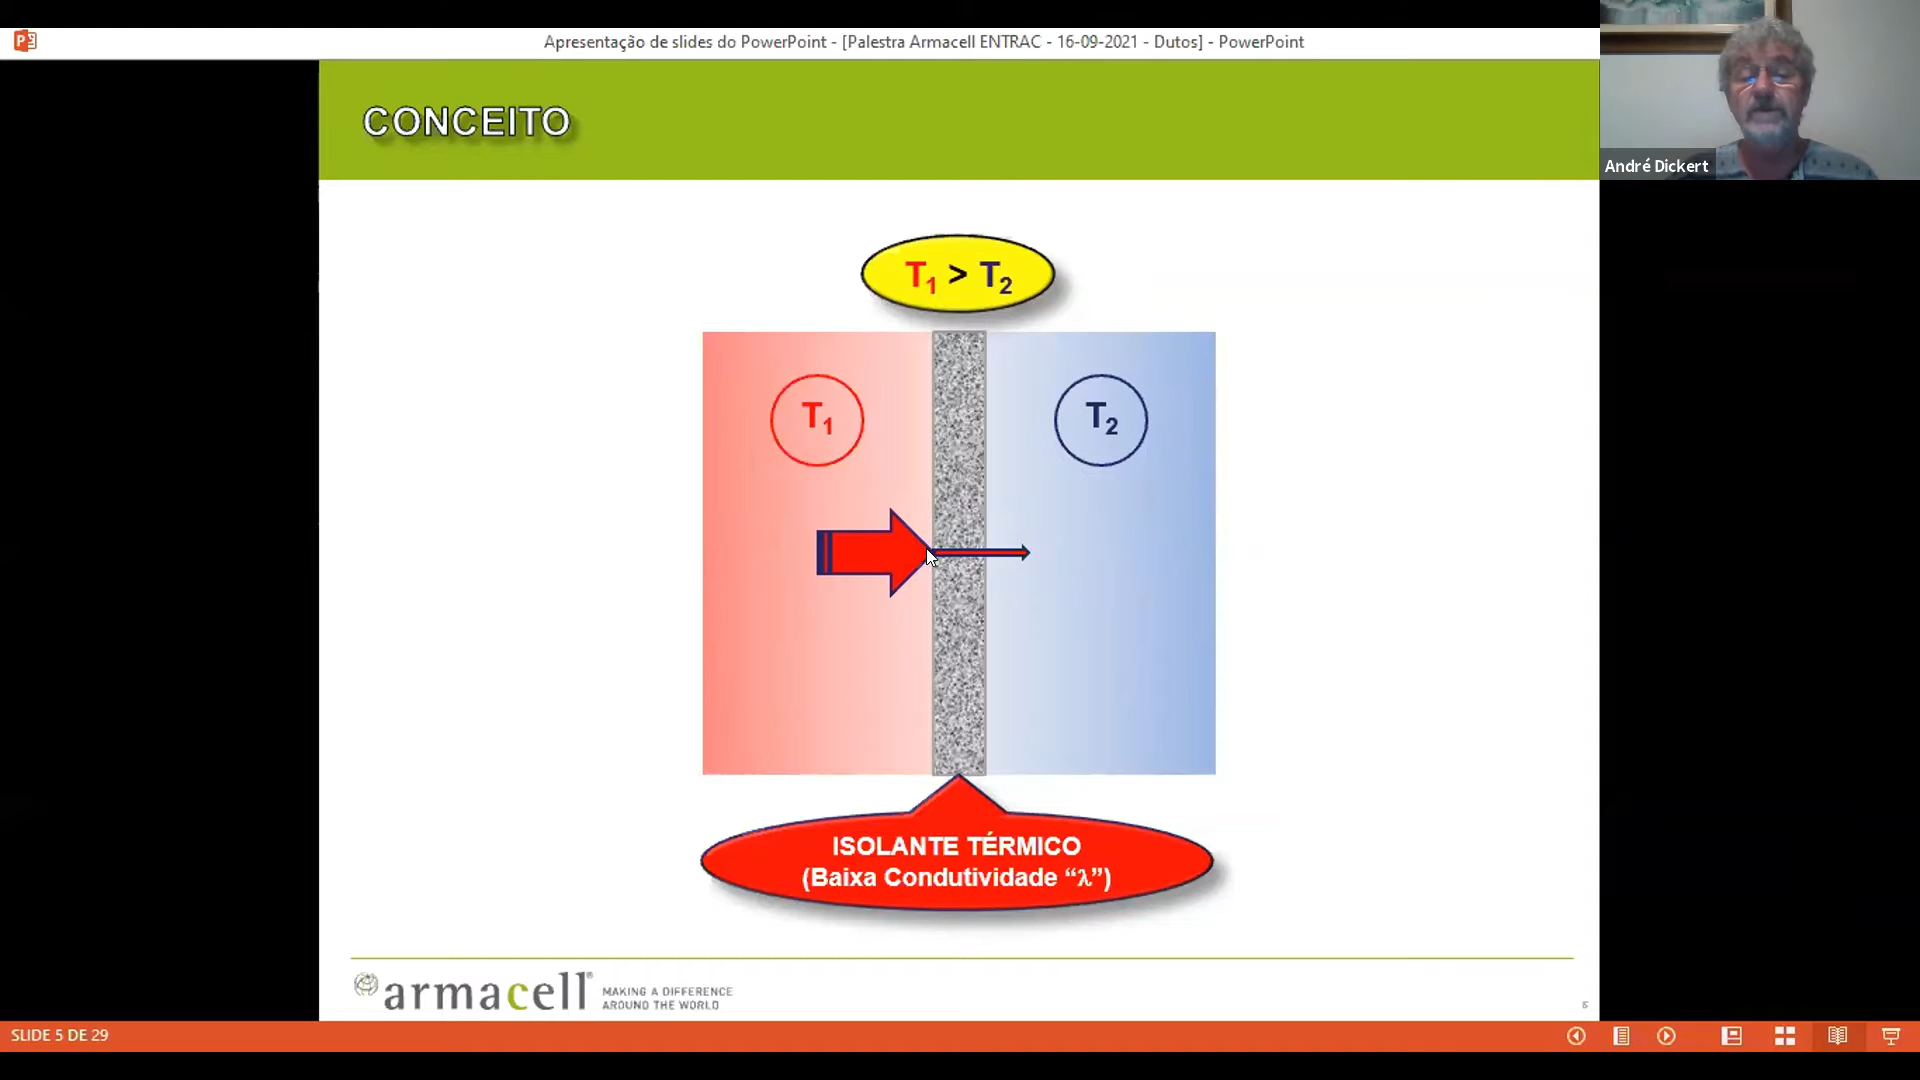 Apresentação de slides do PowerPoint - [Palestra Armacell ENTRAC - 16-09-2021 - Dutos] - PowerPoint
André Dickert
CONCEITO
T1 > T2
T1
T2
ISOLANTE TÉRMICO
(Baixa Condutividade “λ”)
armacell®
MAKING A DIFFERENCE
AROUND THE WORLD
5
SLIDE 5 DE 29